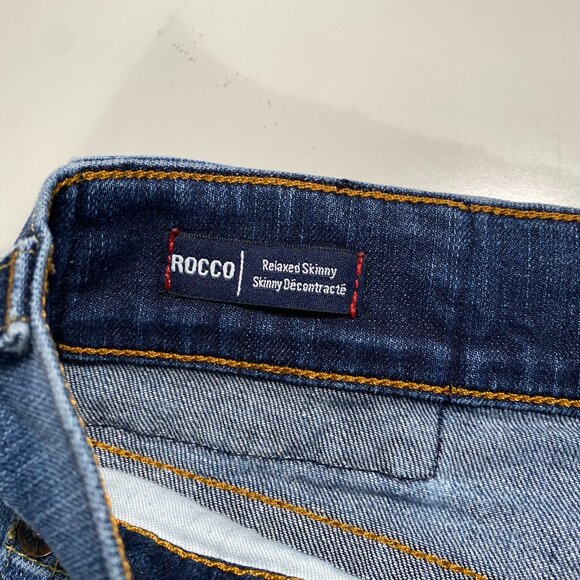 ROCCO
Relaxed Skinny
Skinny Décontracté